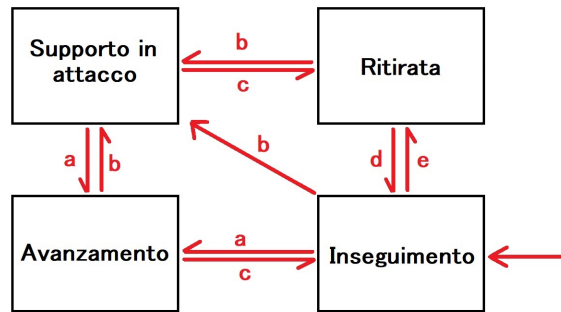 Supporto in
attacco
b
c
Ritirata
a
b
b
d
e
Avanzamento
a
c
Inseguimento